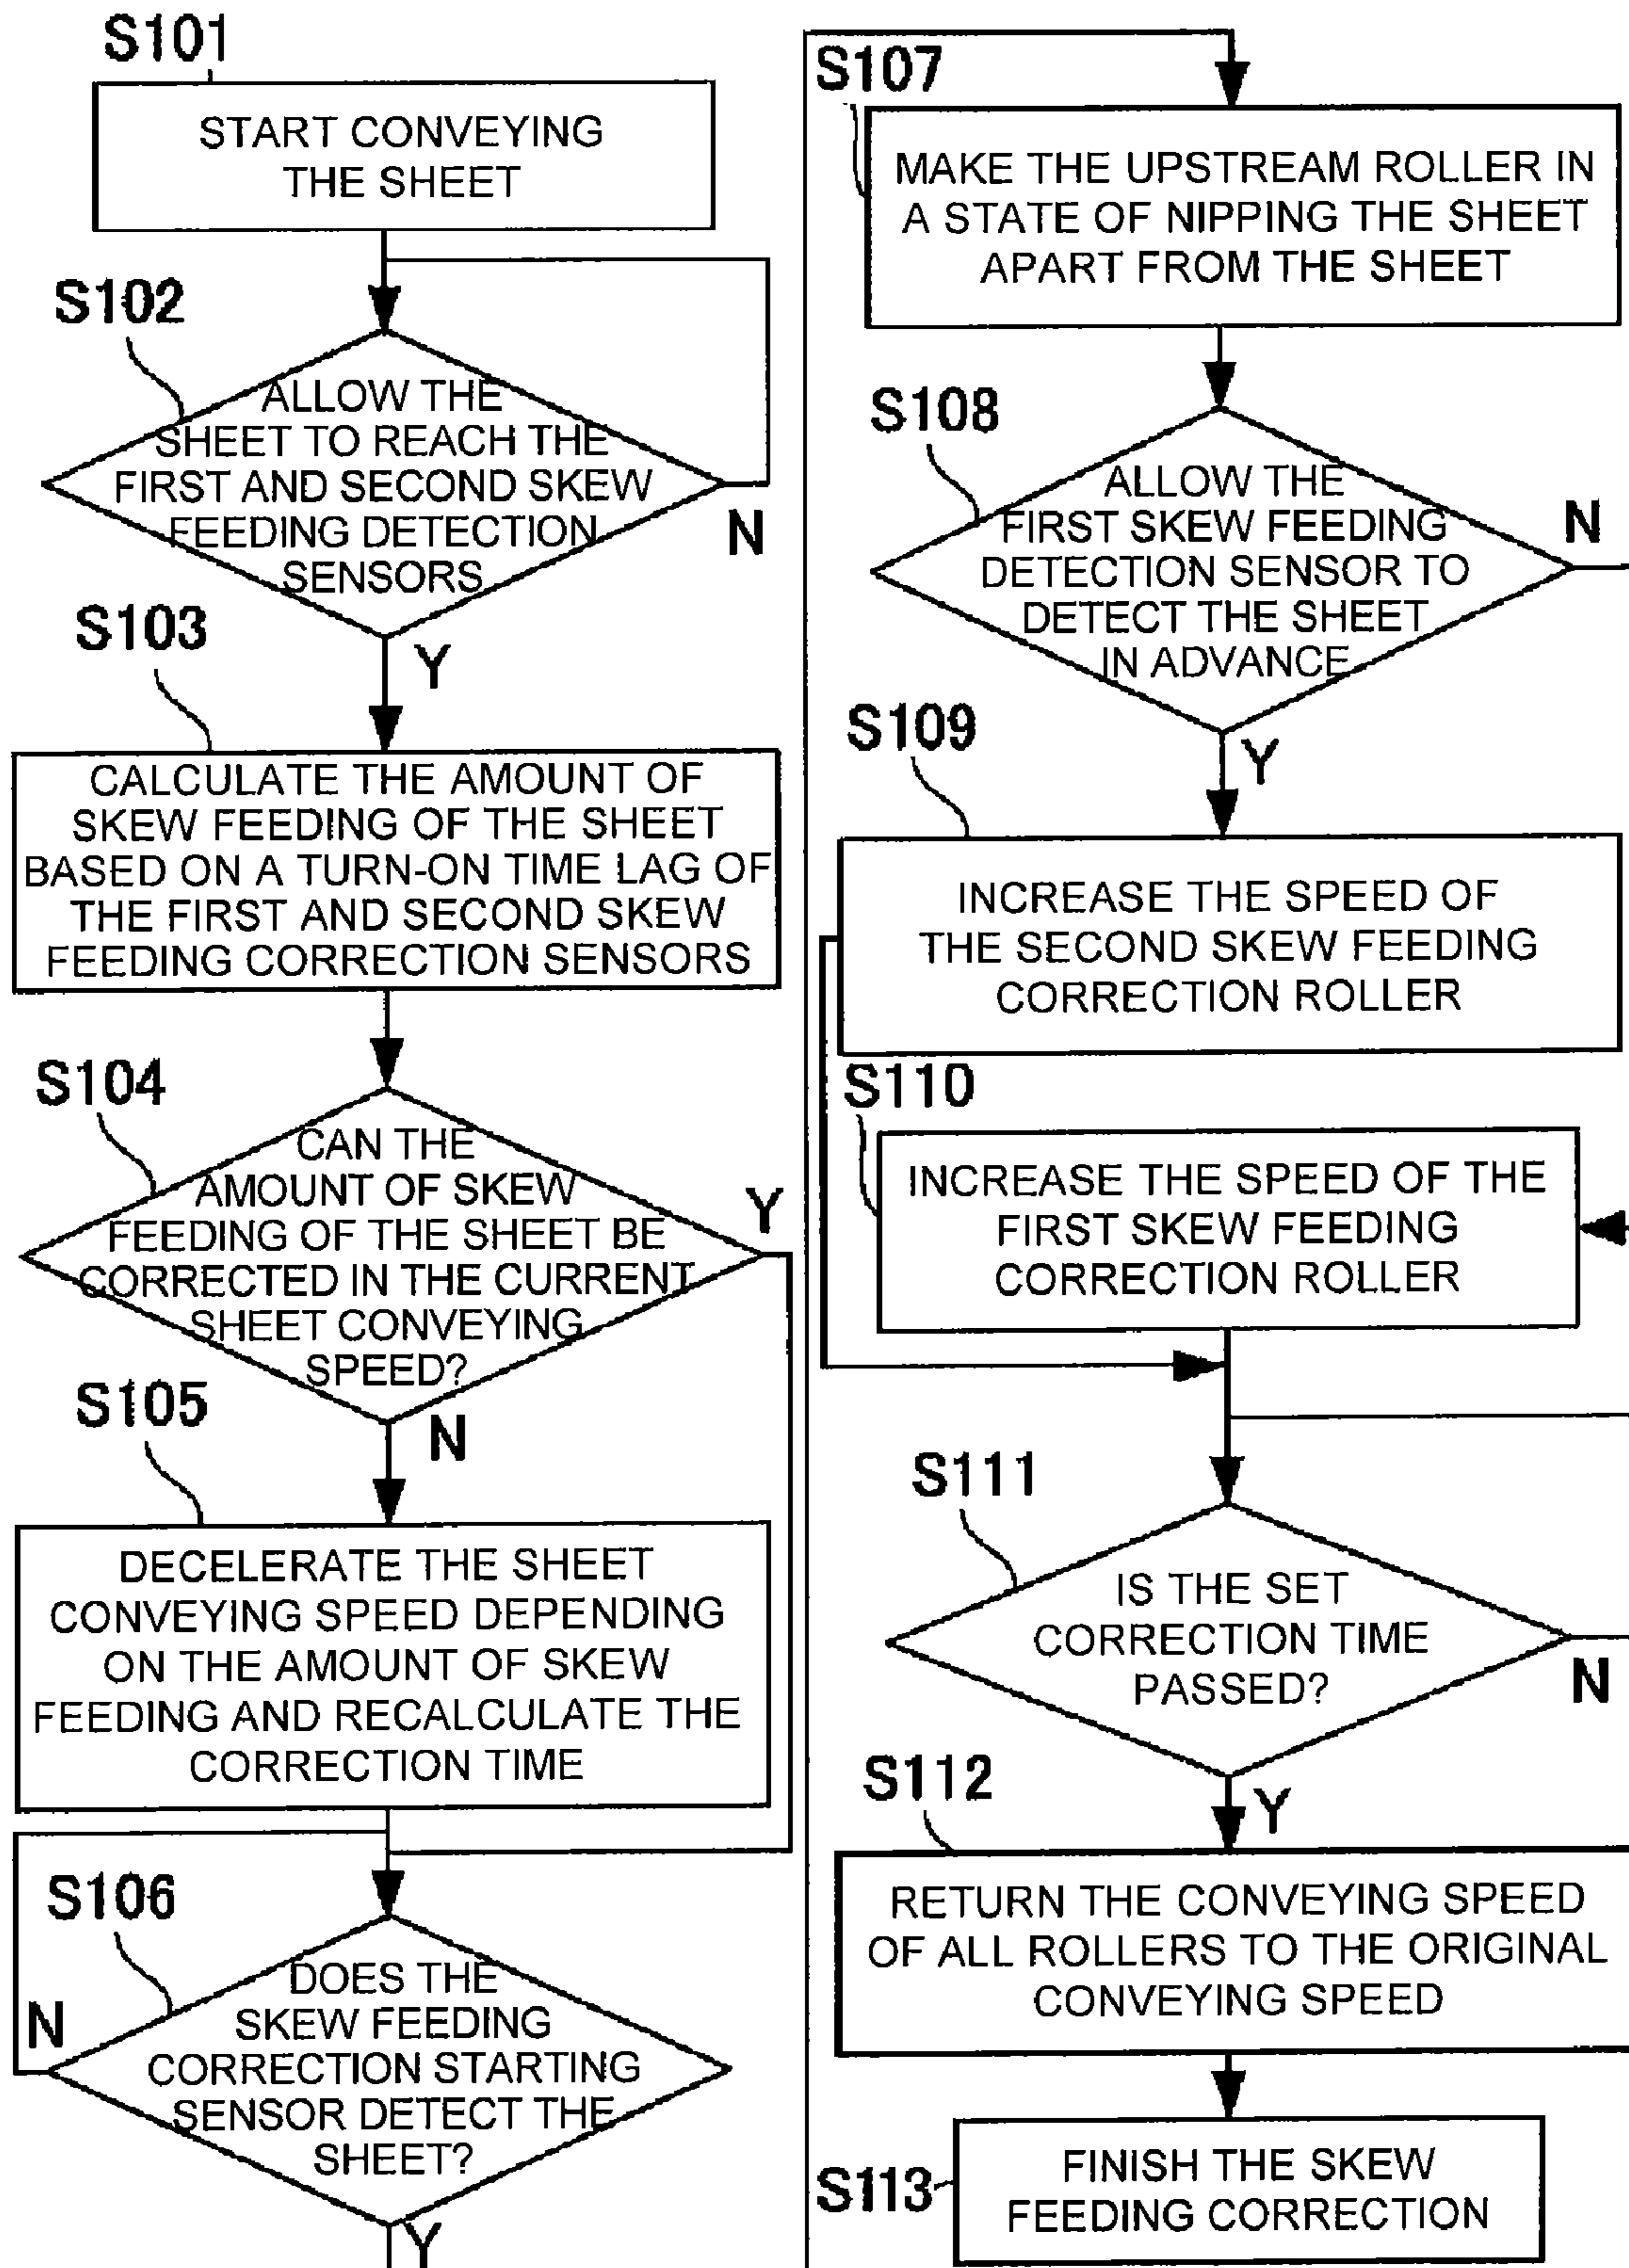 S101
START CONVEYING
THE SHEET
S102
ALLOW THE
SHEET TO REACH THE
FIRST AND SECOND SKEW
FEEDING DETECTION
SENSORS
N
Y
S103
CALCULATE THE AMOUNT OF
SKEW FEEDING OF THE SHEET
BASED ON A TURN-ON TIME LAG OF
THE FIRST AND SECOND SKEW
FEEDING CORRECTION SENSORS
S104
CAN THE
AMOUNT OF SKEW
FEEDING OF THE SHEET BE
CORRECTED IN THE CURRENT
SHEET CONVEYING
SPEED?
Y
N
S105
DECELERATE THE SHEET
CONVEYING SPEED DEPENDING
ON THE AMOUNT OF SKEW
FEEDING AND RECALCULATE THE
CORRECTION TIME
S106
DOES THE
SKEW FEEDING
CORRECTION STARTING
SENSOR DETECT THE
SHEET?
N
Y
S107
MAKE THE UPSTREAM ROLLER IN
A STATE OF NIPPING THE SHEET
APART FROM THE SHEET
S108
ALLOW THE
FIRST SKEW FEEDING
DETECTION SENSOR TO
DETECT THE SHEET
IN ADVANCE
N
Y
S109
INCREASE THE SPEED OF
THE SECOND SKEW FEEDING
CORRECTION ROLLER
S110
INCREASE THE SPEED OF THE
FIRST SKEW FEEDING
CORRECTION ROLLER
S111
IS THE SET
CORRECTION TIME
PASSED?
N
Y
S112
RETURN THE CONVEYING SPEED
OF ALL ROLLERS TO THE ORIGINAL
CONVEYING SPEED
S113
FINISH THE SKEW
FEEDING CORRECTION